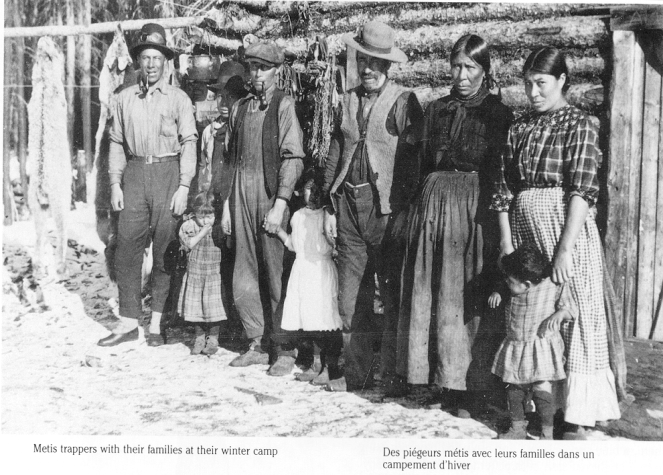 Metis trappers with their families at their winter camp
Des piégeurs métis avec leurs familles dans un
campement d'hiver